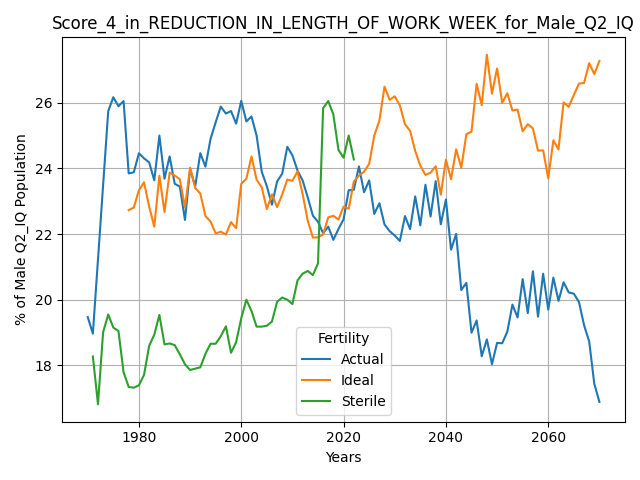 Score_4_in_REDUCTION_IN_LENGTH_OF_WORK_WEEK_for_Male_Q2_IQ
% of Male Q2_IQ Population
26
24
22
20
18
Fertility
Actual
Ideal
Sterile
1980
2000
2020
2040
2060
Years